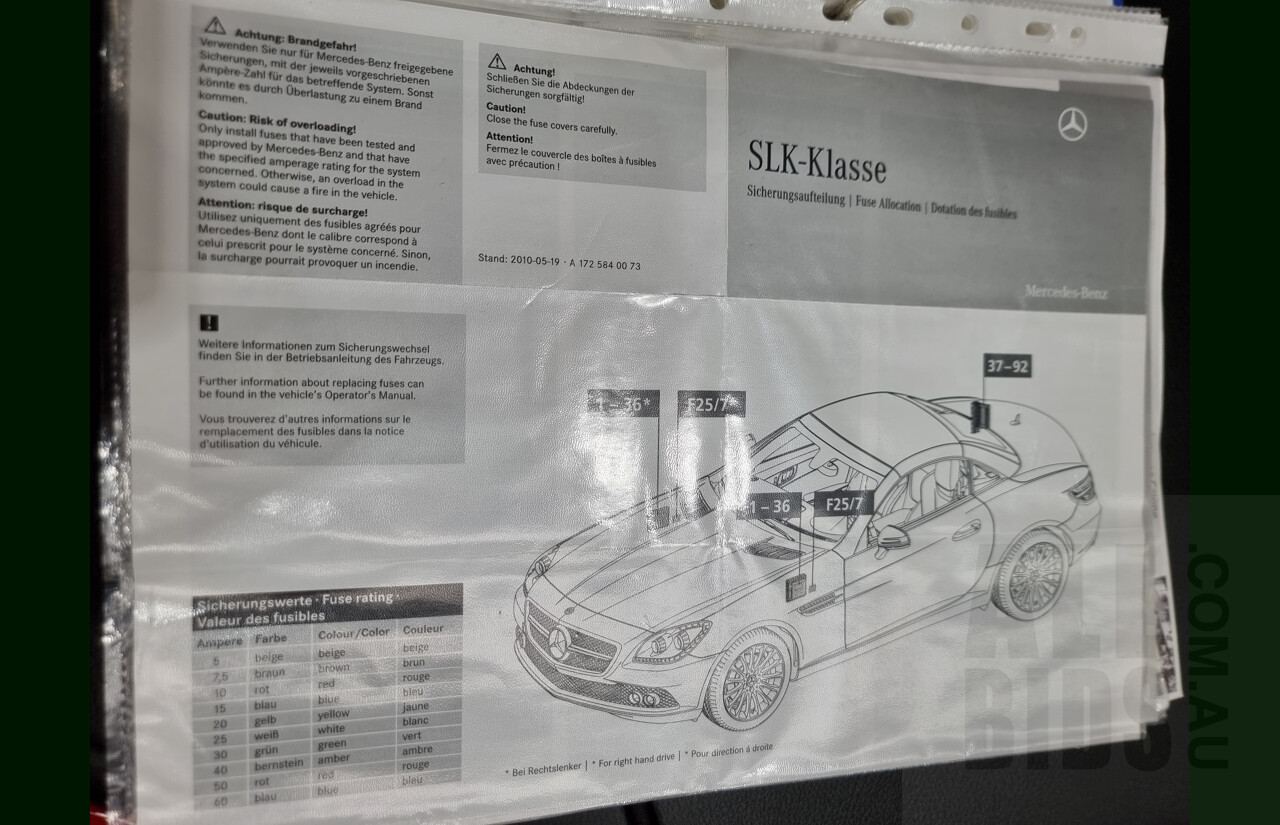 Achtung: Brandgefahr!
Verwenden Sie nur für Mercedes-Benz freigegebene
Sicherungen, mit der jeweils vorgeschriebenen
Ampère-Zahl für das betreffende System. Sonst
könnte es durch Überlastung zu einem Brand
kommen.
Caution: Risk of overloading!
Only install fuses that have been tested and
approved by Mercedes-Benz and that have
the specified amperage rating for the system
concerned. Otherwise, an overload in the
system could cause a fire in the vehicle.
Attention: risque de surcharge!
Utilisez uniquement des fusibles agréés pour
Mercedes-Benz dont le calibre correspond à
celui prescrit pour le système concerné. Sinon,
la surcharge pourrait provoquer un incendie.
Achtung!
Schließen Sie die Abdeckungen der
Sicherungen sorgfältig!
Caution!
Close the fuse covers carefully.
Attention!
Fermez le couvercle des boîtes à fusibles
avec précaution !
Stand: 2010-05-19 · A 172 584 00 73
SLK-Klasse
Sicherungsaufteilung | Fuse Allocation | Dotation des fusibles
Mercedes-Benz
!
Weitere Informationen zum Sicherungswechsel
finden Sie in der Betriebsanleitung des Fahrzeugs.
Further information about replacing fuses can
be found in the vehicle's Operator's Manual.
Vous trouverez d'autres informations sur le
remplacement des fusibles dans la notice
d'utilisation du véhicule.
37–92
1 – 36*
F25/7*
1 – 36
F25/7
Sicherungswerte · Fuse rating ·
Valeur des fusibles
Ampere Farbe Colour/Color Couleur
5 beige beige beige
7,5 braun brown brun
10 rot red rouge
15 blau blue bleu
20 gelb yellow jaune
25 weiß white blanc
30 grün green vert
40 bernstein amber ambre
50 rot red rouge
60 blau blue bleu
* Bei Rechtslenker | * For right hand drive | * Pour direction à droite
ALL
BIDS
.COM.AU